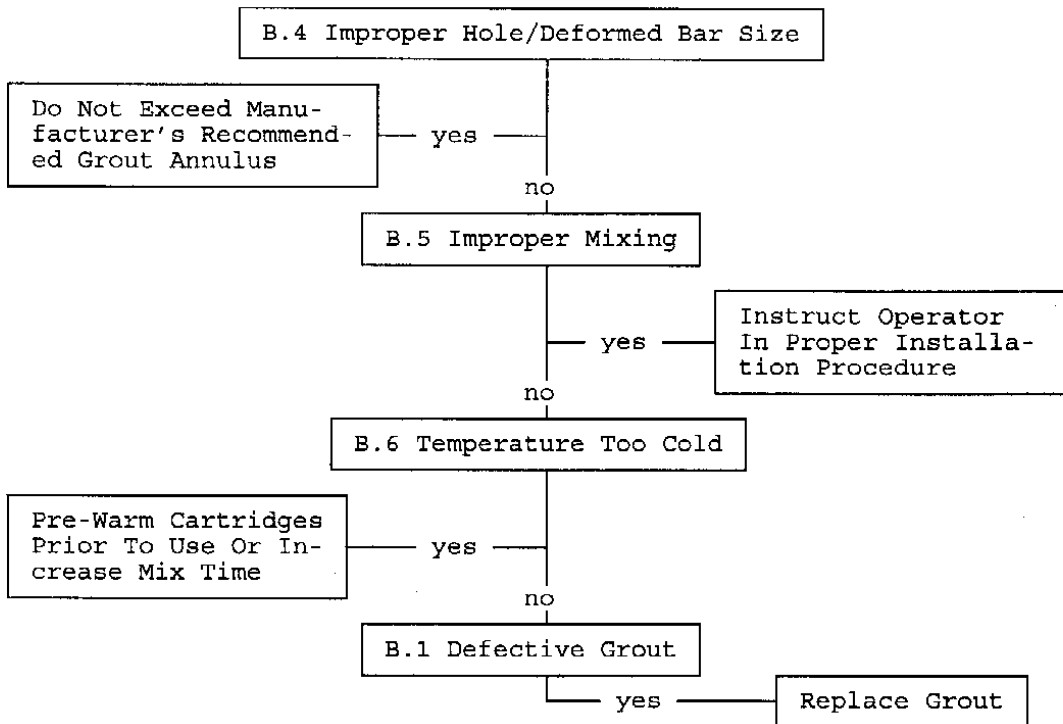 B.4 Improper Hole/Deformed Bar Size
Do Not Exceed Manu-
facturer's Recommend-
ed Grout Annulus
yes
no
B.5 Improper Mixing
yes
Instruct Operator
In Proper Installa-
tion Procedure
no
B.6 Temperature Too Cold
Pre-Warm Cartridges
Prior To Use Or In-
crease Mix Time
yes
no
B.1 Defective Grout
yes
Replace Grout